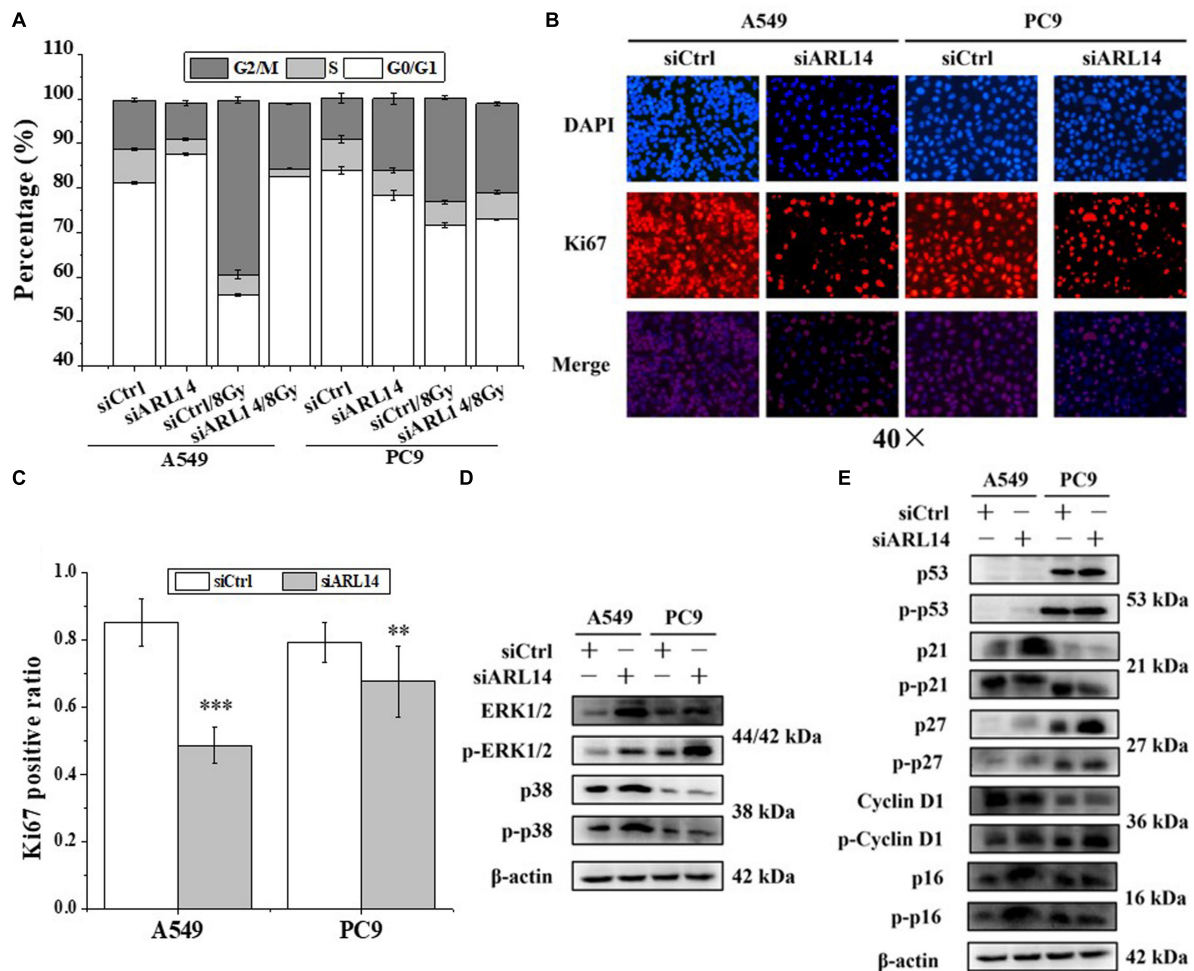 A
Percentage (%)
100
90
80
70
60
50
40
G2/M S G0/G1
siCtrl
siARL14
siCtrl/8Gy
siARL14/8Gy
siCtrl
siARL14
siCtrl/8Gy
siARL14/8Gy
A549 PC9
B
A549 PC9
siCtrl siARL14 siCtrl siARL14
DAPI
Ki67
Merge
40×
C
Ki67 positive ratio
1.0
0.8
0.6
0.4
0.2
0.0
siCtrl siARL14
***
**
A549 PC9
D
A549 PC9
siCtrl + − + −
siARL14 − + − +
ERK1/2
44/42 kDa
p-ERK1/2
p38
38 kDa
p-p38
β-actin 42 kDa
E
A549 PC9
siCtrl + − + −
siARL14 − + − +
p53
53 kDa
p-p53
p21
21 kDa
p-p21
p27
27 kDa
p-p27
Cyclin D1
36 kDa
p-Cyclin D1
p16
16 kDa
p-p16
β-actin 42 kDa